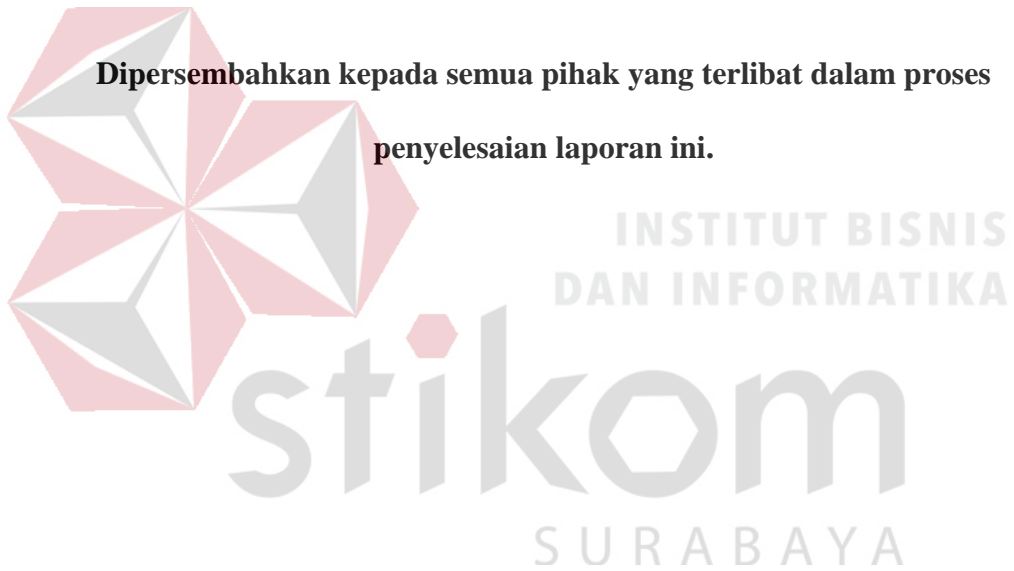 Dipersembahkan kepada semua pihak yang terlibat dalam proses
penyelesaian laporan ini.
INSTITUT BISNIS
DAN INFORMATIKA
stikom
SURABAYA